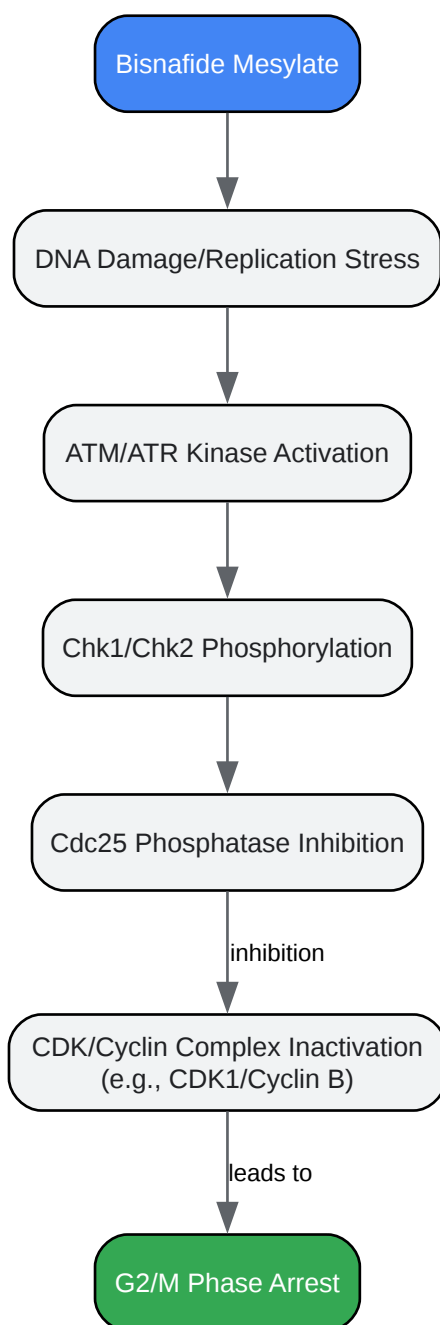 Bisnafide Mesylate
DNA Damage/Replication Stress
ATM/ATR Kinase Activation
Chk1/Chk2 Phosphorylation
Cdc25 Phosphatase Inhibition
inhibition
CDK/Cyclin Complex Inactivation
(e.g., CDK1/Cyclin B)
leads to
G2/M Phase Arrest